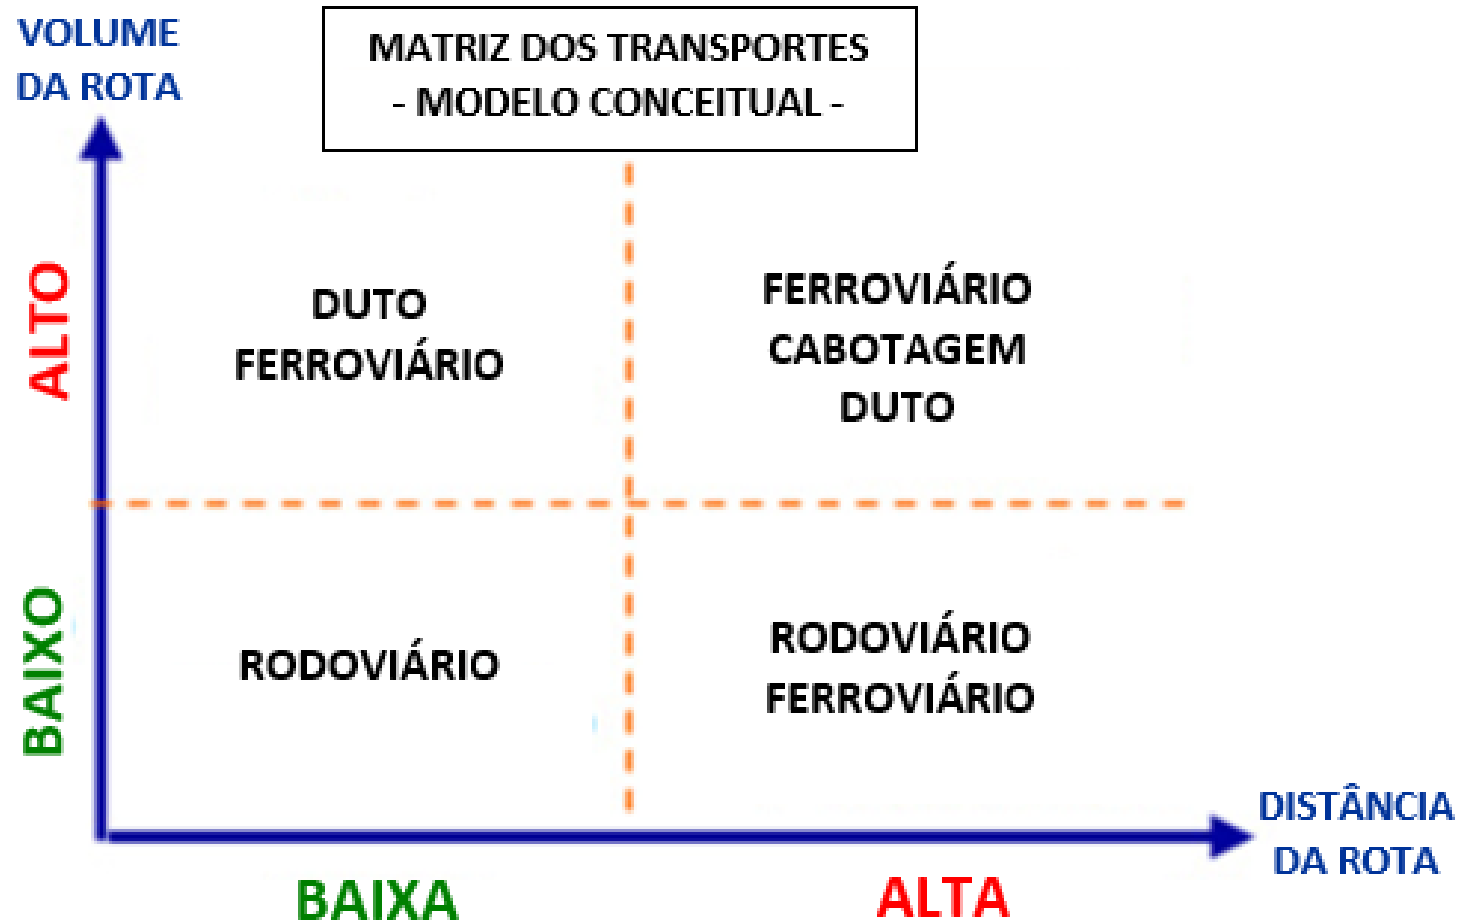 VOLUME
DA ROTA
MATRIZ DOS TRANSPORTES
- MODELO CONCEITUAL -
ALTO
DUTO
FERROVIÁRIO
FERROVIÁRIO
CABOTAGEM
DUTO
BAIXO
RODOVIÁRIO
RODOVIÁRIO
FERROVIÁRIO
DISTÂNCIA
DA ROTA
BAIXA
ALTA